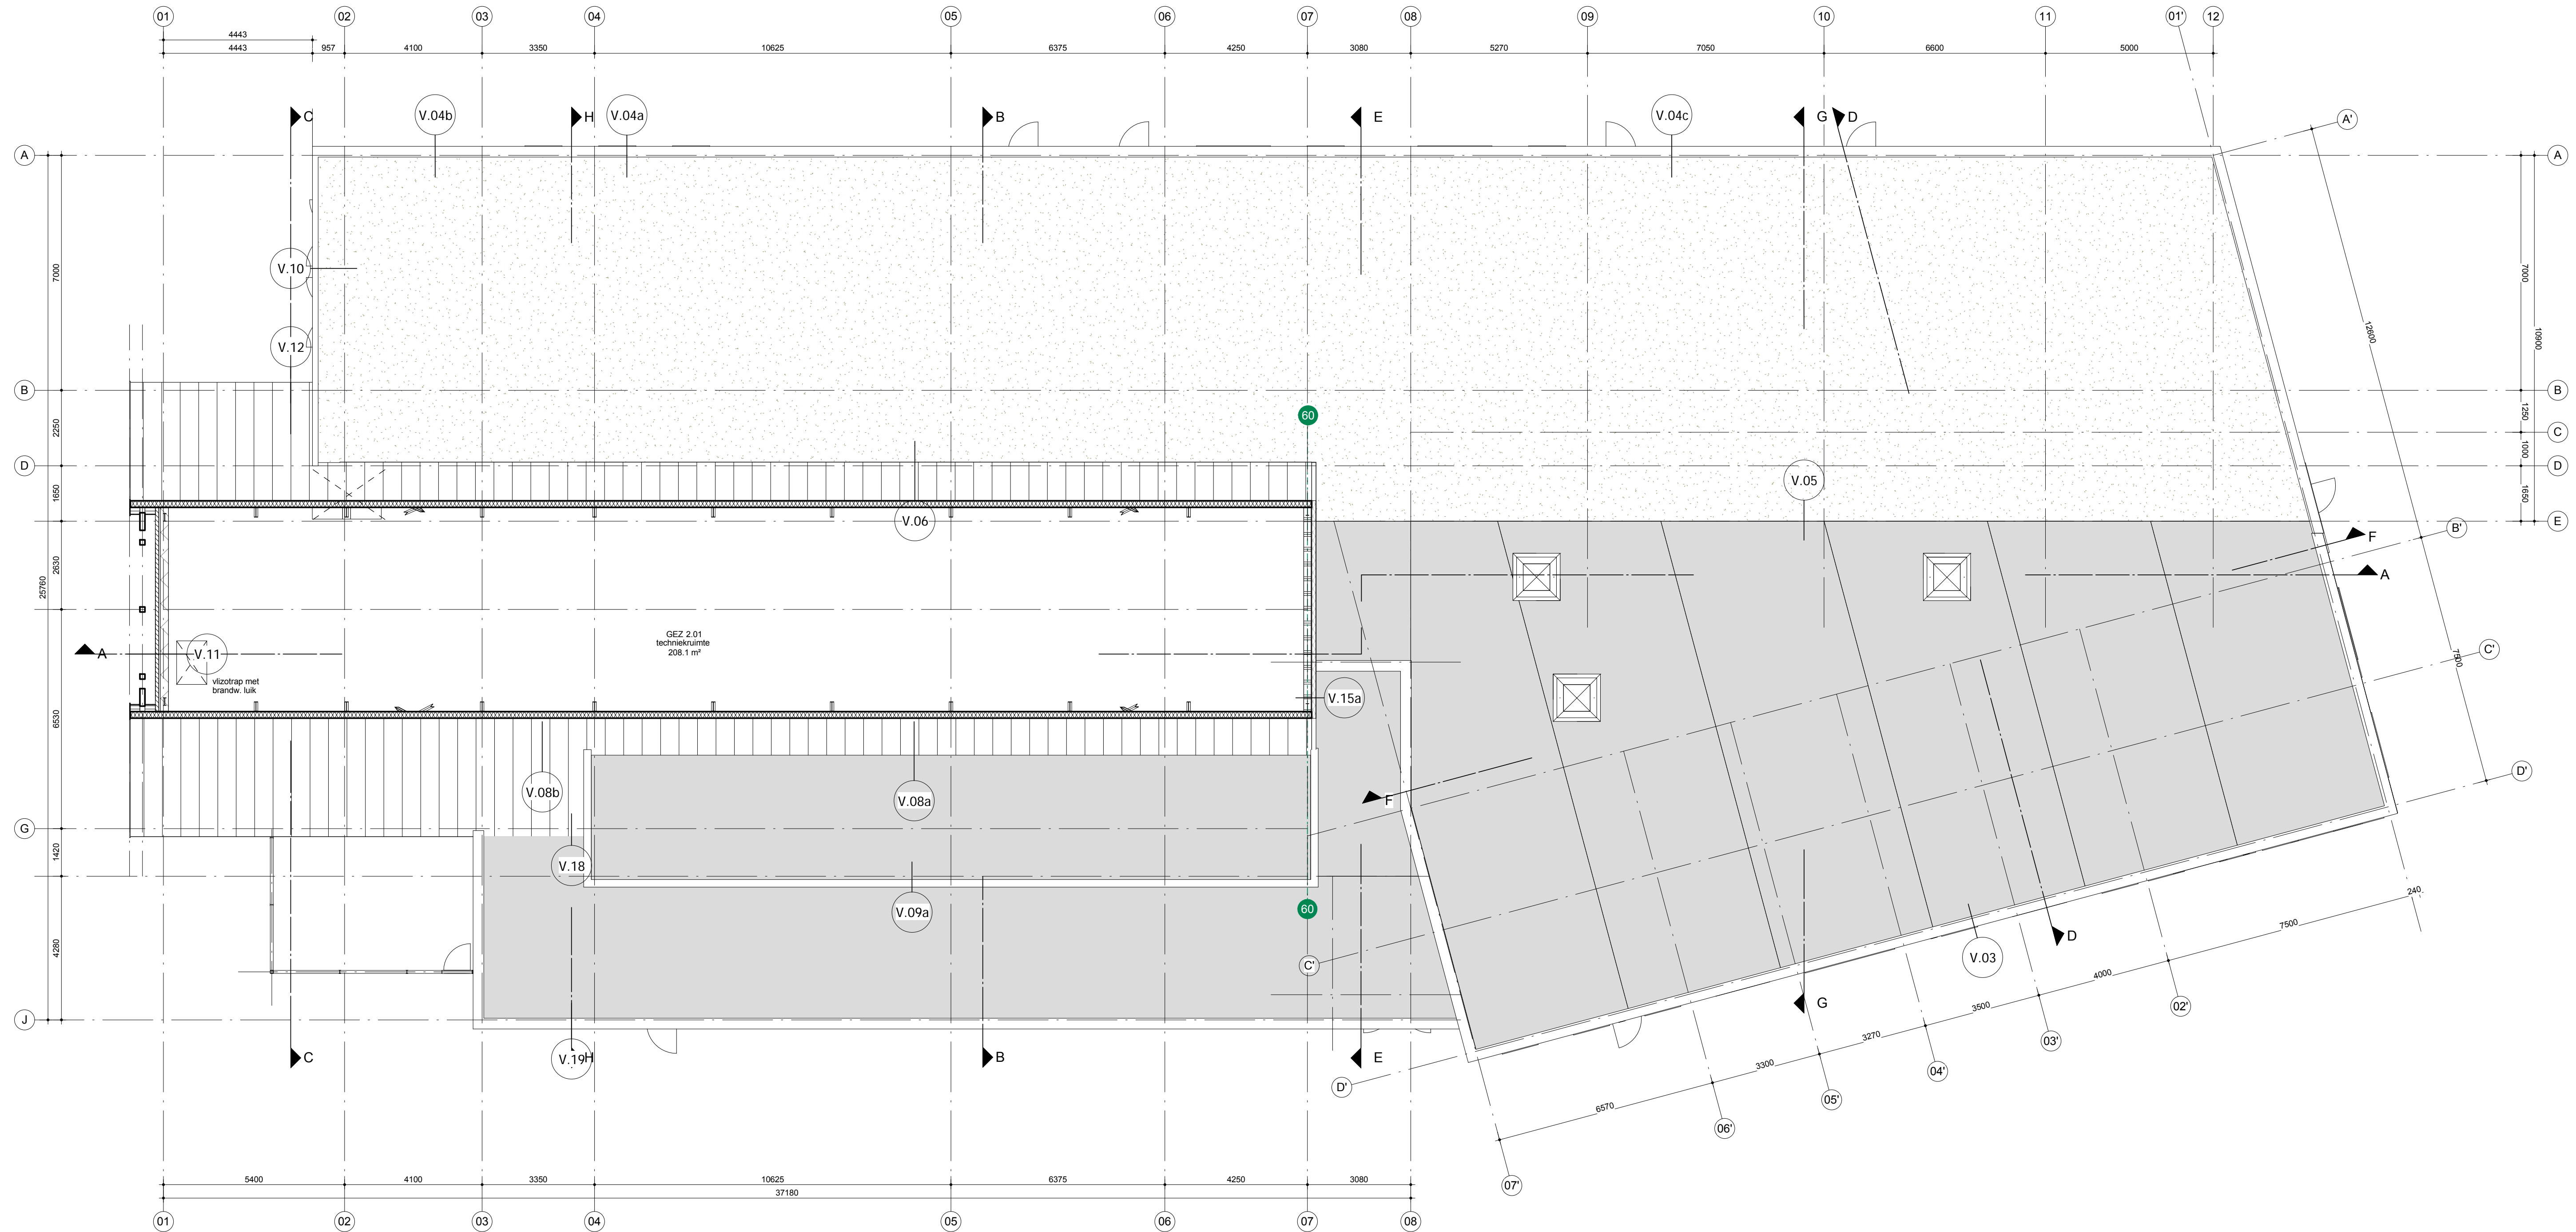 01 02 03 04 05 06 07 08 09 10 11 01' 12
4443
4443 957 4100 3350 10625 6375 4250 3080 5270 7050 6600 5000
C V.04b H V.04a B E V.04c G D A'
A A
7000 V.10 7000 12600 10900
V.12
B 60 B
2250 1250
C
D 1000 D
1650 V.05 1650
V.06 E
B'
F
25760 2630 A
GEZ 2.01
techniekruimte
208.1 m²
A V.11 C'
7500
vlizotrap met
brandw. luik
V.15a
6530
D'
V.08b V.08a F
G
1420 V.18
240
V.09a 60
7500
4280 D
C' V.03
4000
G 02'
3500
J
3270 03'
C V.19 H B E
3300 04'
D' 05'
6570
06'
5400 4100 3350 10625 6375 4250 3080
07'
37180
01 02 03 04 05 06 07 08